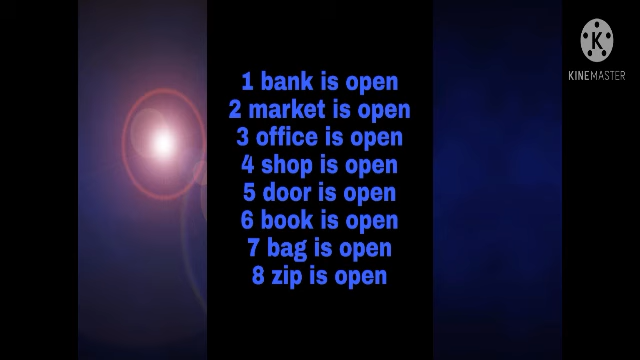 K
KINEMASTER
1 bank is open
2 market is open
3 office is open
4 shop is open
5 door is open
6 book is open
7 bag is open
8 zip is open